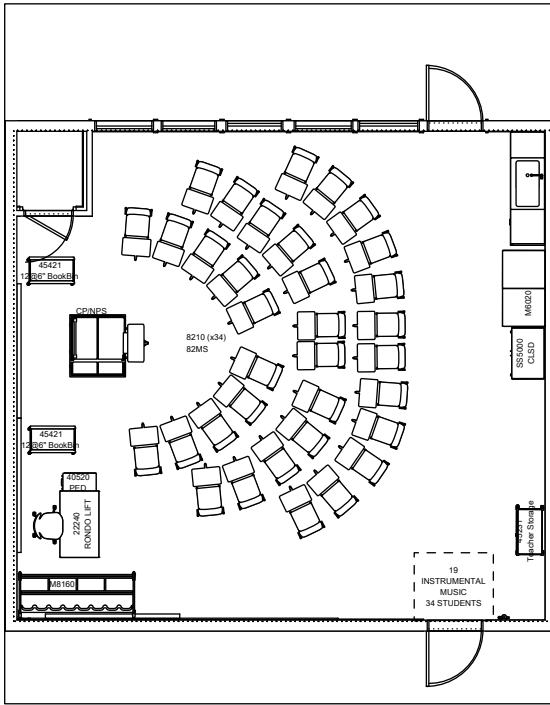 45421
12@6" BookBin
CP/NPS
8210 (x34)
82MS
M6020
SS5000
CLSD
45421
12@6" BookBin
40520
PED
22240
RONDO LIFT
Teacher Storage
M8160
19
INSTRUMENTAL
MUSIC
34 STUDENTS